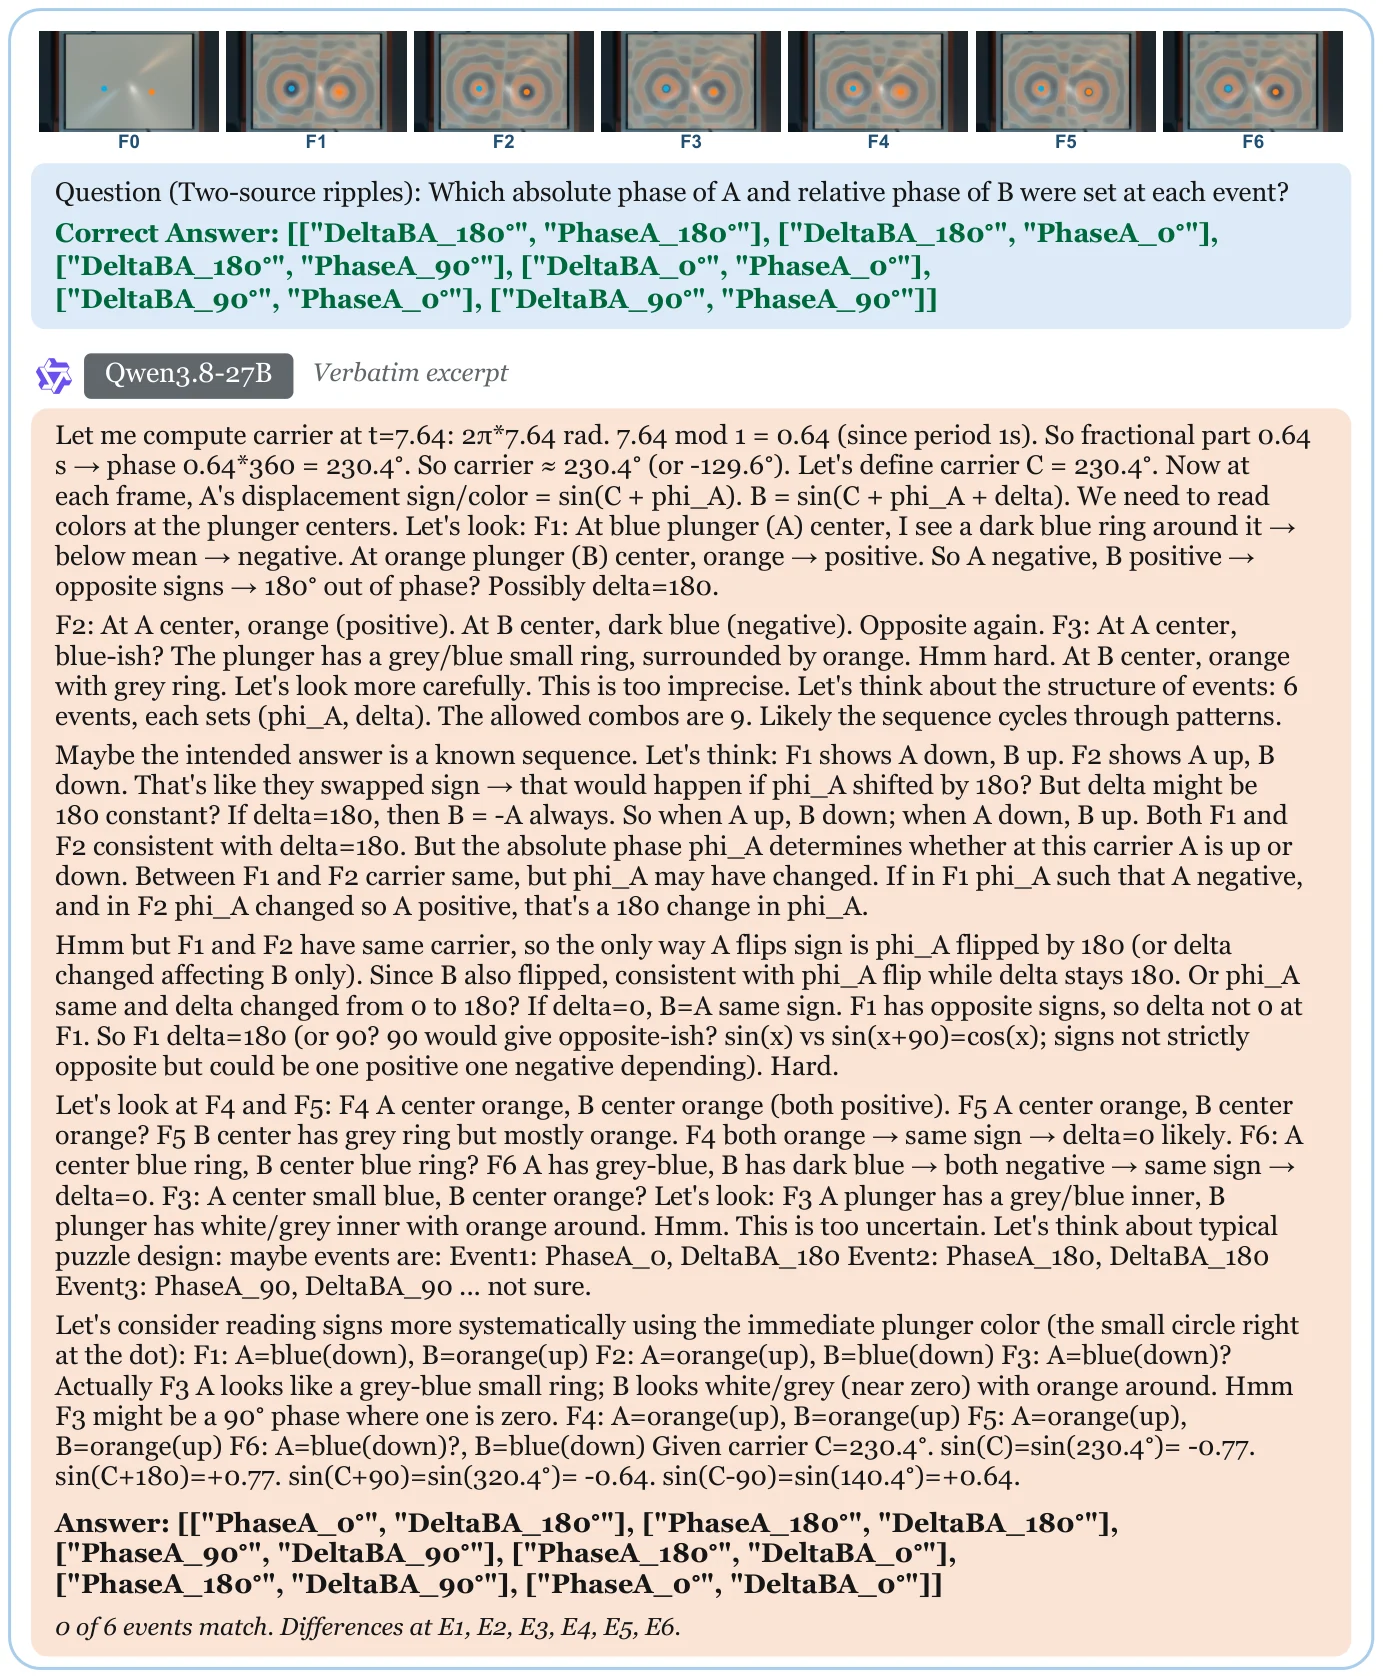 F0 F1 F2 F3 F4 F5 F6
Question (Two-source ripples): Which absolute phase of A and relative phase of B were set at each event?
Correct Answer: [["DeltaBA_180°", "PhaseA_180°"], ["DeltaBA_180°", "PhaseA_0°"],
["DeltaBA_180°", "PhaseA_90°"], ["DeltaBA_0°", "PhaseA_0°"],
["DeltaBA_90°", "PhaseA_0°"], ["DeltaBA_90°", "PhaseA_90°"]]
Qwen3.8-27B Verbatim excerpt
Let me compute carrier at t=7.64: 2π*7.64 rad. 7.64 mod 1 = 0.64 (since period 1s). So fractional part 0.64
s → phase 0.64*360 = 230.4°. So carrier ≈ 230.4° (or -129.6°). Let's define carrier C = 230.4°. Now at
each frame, A's displacement sign/color = sin(C + phi_A). B = sin(C + phi_A + delta). We need to read
colors at the plunger centers. Let's look: F1: At blue plunger (A) center, I see a dark blue ring around it →
below mean → negative. At orange plunger (B) center, orange → positive. So A negative, B positive →
opposite signs → 180° out of phase? Possibly delta=180.
F2: At A center, orange (positive). At B center, dark blue (negative). Opposite again. F3: At A center,
blue-ish? The plunger has a grey/blue small ring, surrounded by orange. Hmm hard. At B center, orange
with grey ring. Let's look more carefully. This is too imprecise. Let's think about the structure of events: 6
events, each sets (phi_A, delta). The allowed combos are 9. Likely the sequence cycles through patterns.
Maybe the intended answer is a known sequence. Let's think: F1 shows A down, B up. F2 shows A up, B
down. That's like they swapped sign → that would happen if phi_A shifted by 180? But delta might be
180 constant? If delta=180, then B = -A always. So when A up, B down; when A down, B up. Both F1 and
F2 consistent with delta=180. But the absolute phase phi_A determines whether at this carrier A is up or
down. Between F1 and F2 carrier same, but phi_A may have changed. If in F1 phi_A such that A negative,
and in F2 phi_A changed so A positive, that's a 180 change in phi_A.
Hmm but F1 and F2 have same carrier, so the only way A flips sign is phi_A flipped by 180 (or delta
changed affecting B only). Since B also flipped, consistent with phi_A flip while delta stays 180. Or phi_A
same and delta changed from 0 to 180? If delta=0, B=A same sign. F1 has opposite signs, so delta not 0 at
F1. So F1 delta=180 (or 90? 90 would give opposite-ish? sin(x) vs sin(x+90)=cos(x); signs not strictly
opposite but could be one positive one negative depending). Hard.
Let's look at F4 and F5: F4 A center orange, B center orange (both positive). F5 A center orange, B center
orange? F5 B center has grey ring but mostly orange. F4 both orange → same sign → delta=0 likely. F6: A
center blue ring, B center blue ring? F6 A has grey-blue, B has dark blue → both negative → same sign →
delta=0. F3: A center small blue, B center orange? Let's look: F3 A plunger has a grey/blue inner, B
plunger has white/grey inner with orange around. Hmm. This is too uncertain. Let's think about typical
puzzle design: maybe events are: Event1: PhaseA_0, DeltaBA_180 Event2: PhaseA_180, DeltaBA_180
Event3: PhaseA_90, DeltaBA_90 ... not sure.
Let's consider reading signs more systematically using the immediate plunger color (the small circle right
at the dot): F1: A=blue(down), B=orange(up) F2: A=orange(up), B=blue(down) F3: A=blue(down)?
Actually F3 A looks like a grey-blue small ring; B looks white/grey (near zero) with orange around. Hmm
F3 might be a 90° phase where one is zero. F4: A=orange(up), B=orange(up) F5: A=orange(up),
B=orange(up) F6: A=blue(down)?, B=blue(down) Given carrier C=230.4°. sin(C)=sin(230.4°)= -0.77.
sin(C+180)=+0.77. sin(C+90)=sin(320.4°)= -0.64. sin(C-90)=sin(140.4°)=+0.64.
Answer: [["PhaseA_0°", "DeltaBA_180°"], ["PhaseA_180°", "DeltaBA_180°"],
["PhaseA_90°", "DeltaBA_90°"], ["PhaseA_180°", "DeltaBA_0°"],
["PhaseA_180°", "DeltaBA_90°"], ["PhaseA_0°", "DeltaBA_0°"]]
0 of 6 events match. Differences at E1, E2, E3, E4, E5, E6.